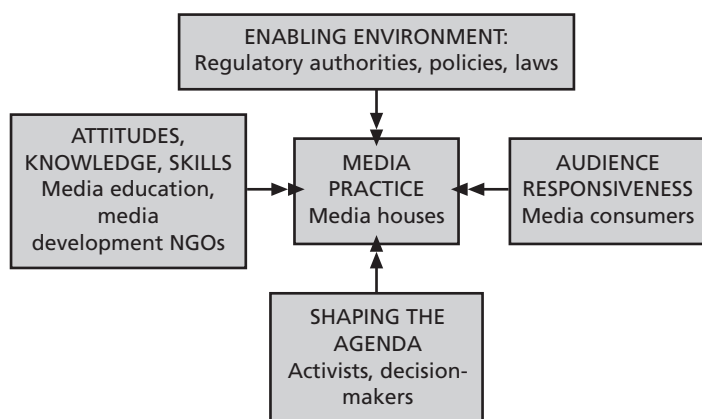 ENABLING ENVIRONMENT:
Regulatory authorities, policies, laws
ATTITUDES,
KNOWLEDGE, SKILLS
Media education,
media
development NGOs
MEDIA
PRACTICE
Media houses
AUDIENCE
RESPONSIVENESS
Media consumers
SHAPING THE
AGENDA
Activists, decision-
makers